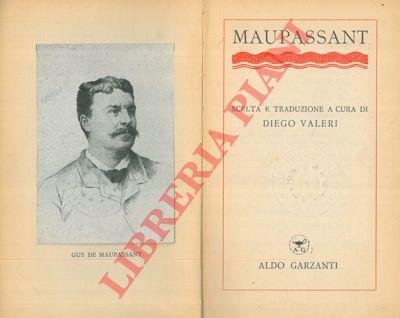 GUY DE MAUPASSANT
LIBRERIA PIANI
MAUPASSANT
SCELTA E TRADUZIONE A CURA DI
DIEGO VALERI
A G
ALDO GARZANTI